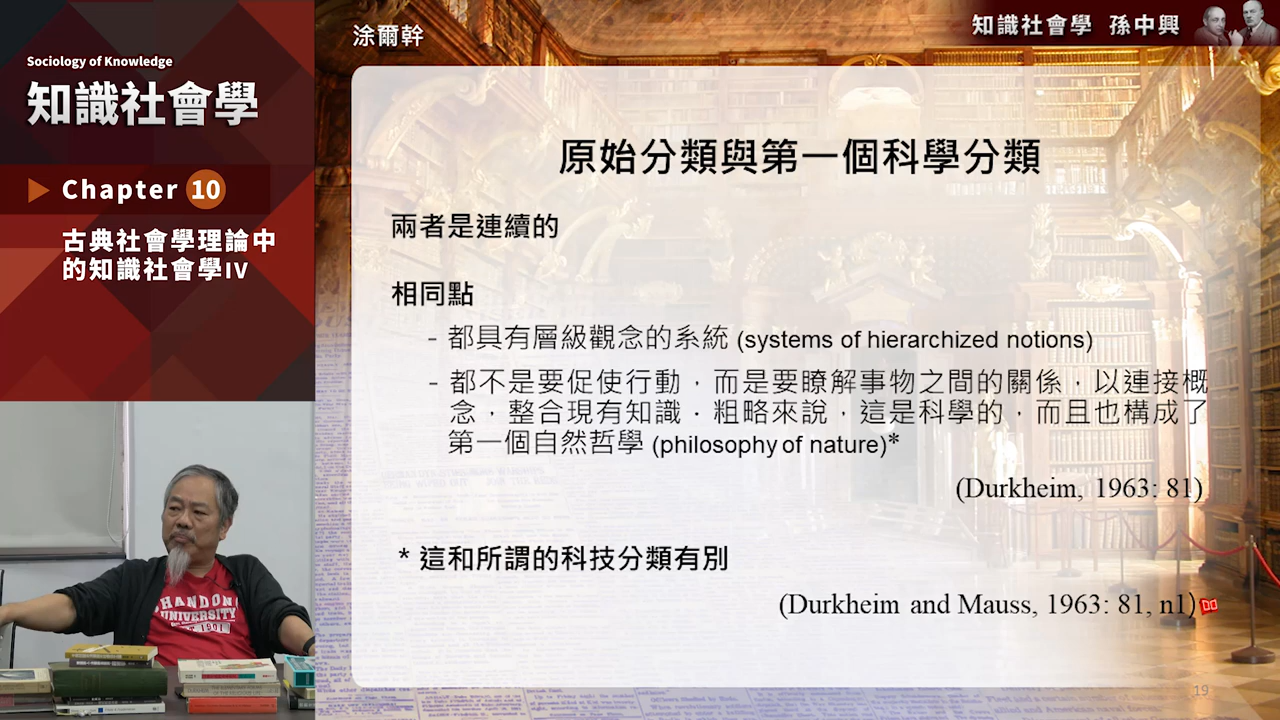 Sociology of Knowledge
知識社會學
Chapter 10
古典社會學理論中
的知識社會學IV
涂爾幹
知識社會學 孫中興
原始分類與第一個科學分類
兩者是連續的
相同點
- 都具有層級觀念的系統 (systems of hierarchized notions)
- 都不是要促使行動，而是要瞭解事物之間的關係，以連接概
念，整合現有知識．粗略來說，這是科學的，而且也構成了
第一個自然哲學 (philosophy of nature)*
(Durkheim, 1963: 81)
* 這和所謂的科技分類有別
(Durkheim and Mauss, 1963: 81, n1)
19
HANDONG
UNIVERSITY